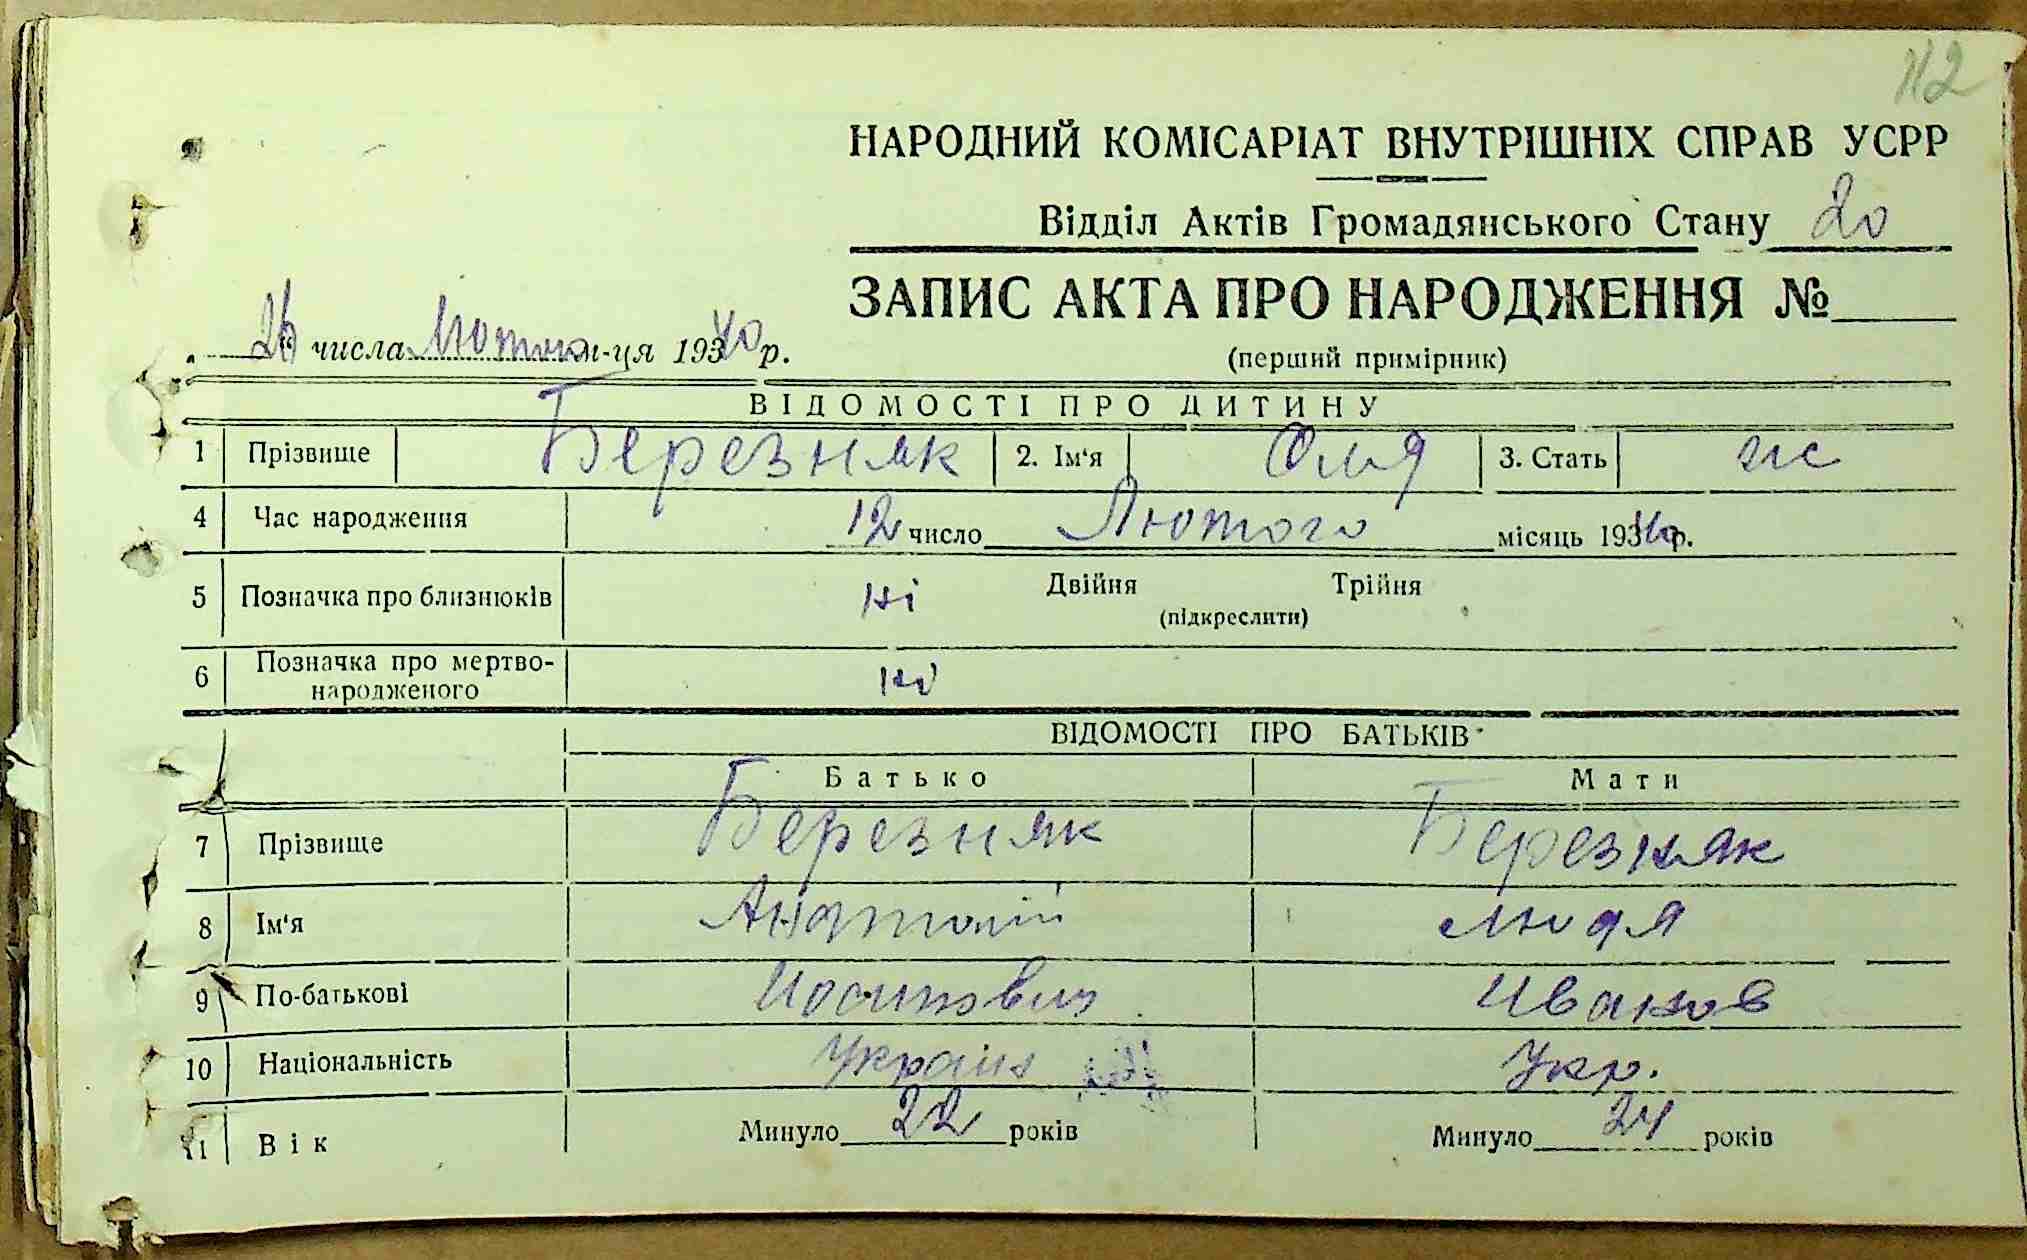 112
НАРОДНИЙ КОМІСАРІАТ ВНУТРІШНІХ СПРАВ УСРР
Відділ Актів Громадянського Стану 20
ЗАПИС АКТА ПРО НАРОДЖЕННЯ №
26 числа Лютого м-ця 1940 р.
(перший примірник)
ВІДОМОСТІ ПРО ДИТИНУ
1 Прізвище Березняк 2. Ім‘я Оля 3. Стать ж
4 Час народження 12 число Лютого місяць 1940 р.
5 Позначка про близнюків ні Двійня Трійня
(підкреслити)
6 Позначка про мертво-
народженого ні
ВІДОМОСТІ ПРО БАТЬКІВ
Батько Мати
7 Прізвище Березняк Березняк
8 Ім‘я Анатолій Людя
9 По-батькові Иосипович Иванов
10 Національність Україн Укр.
11 Вік Минуло 22 років Минуло 24 років